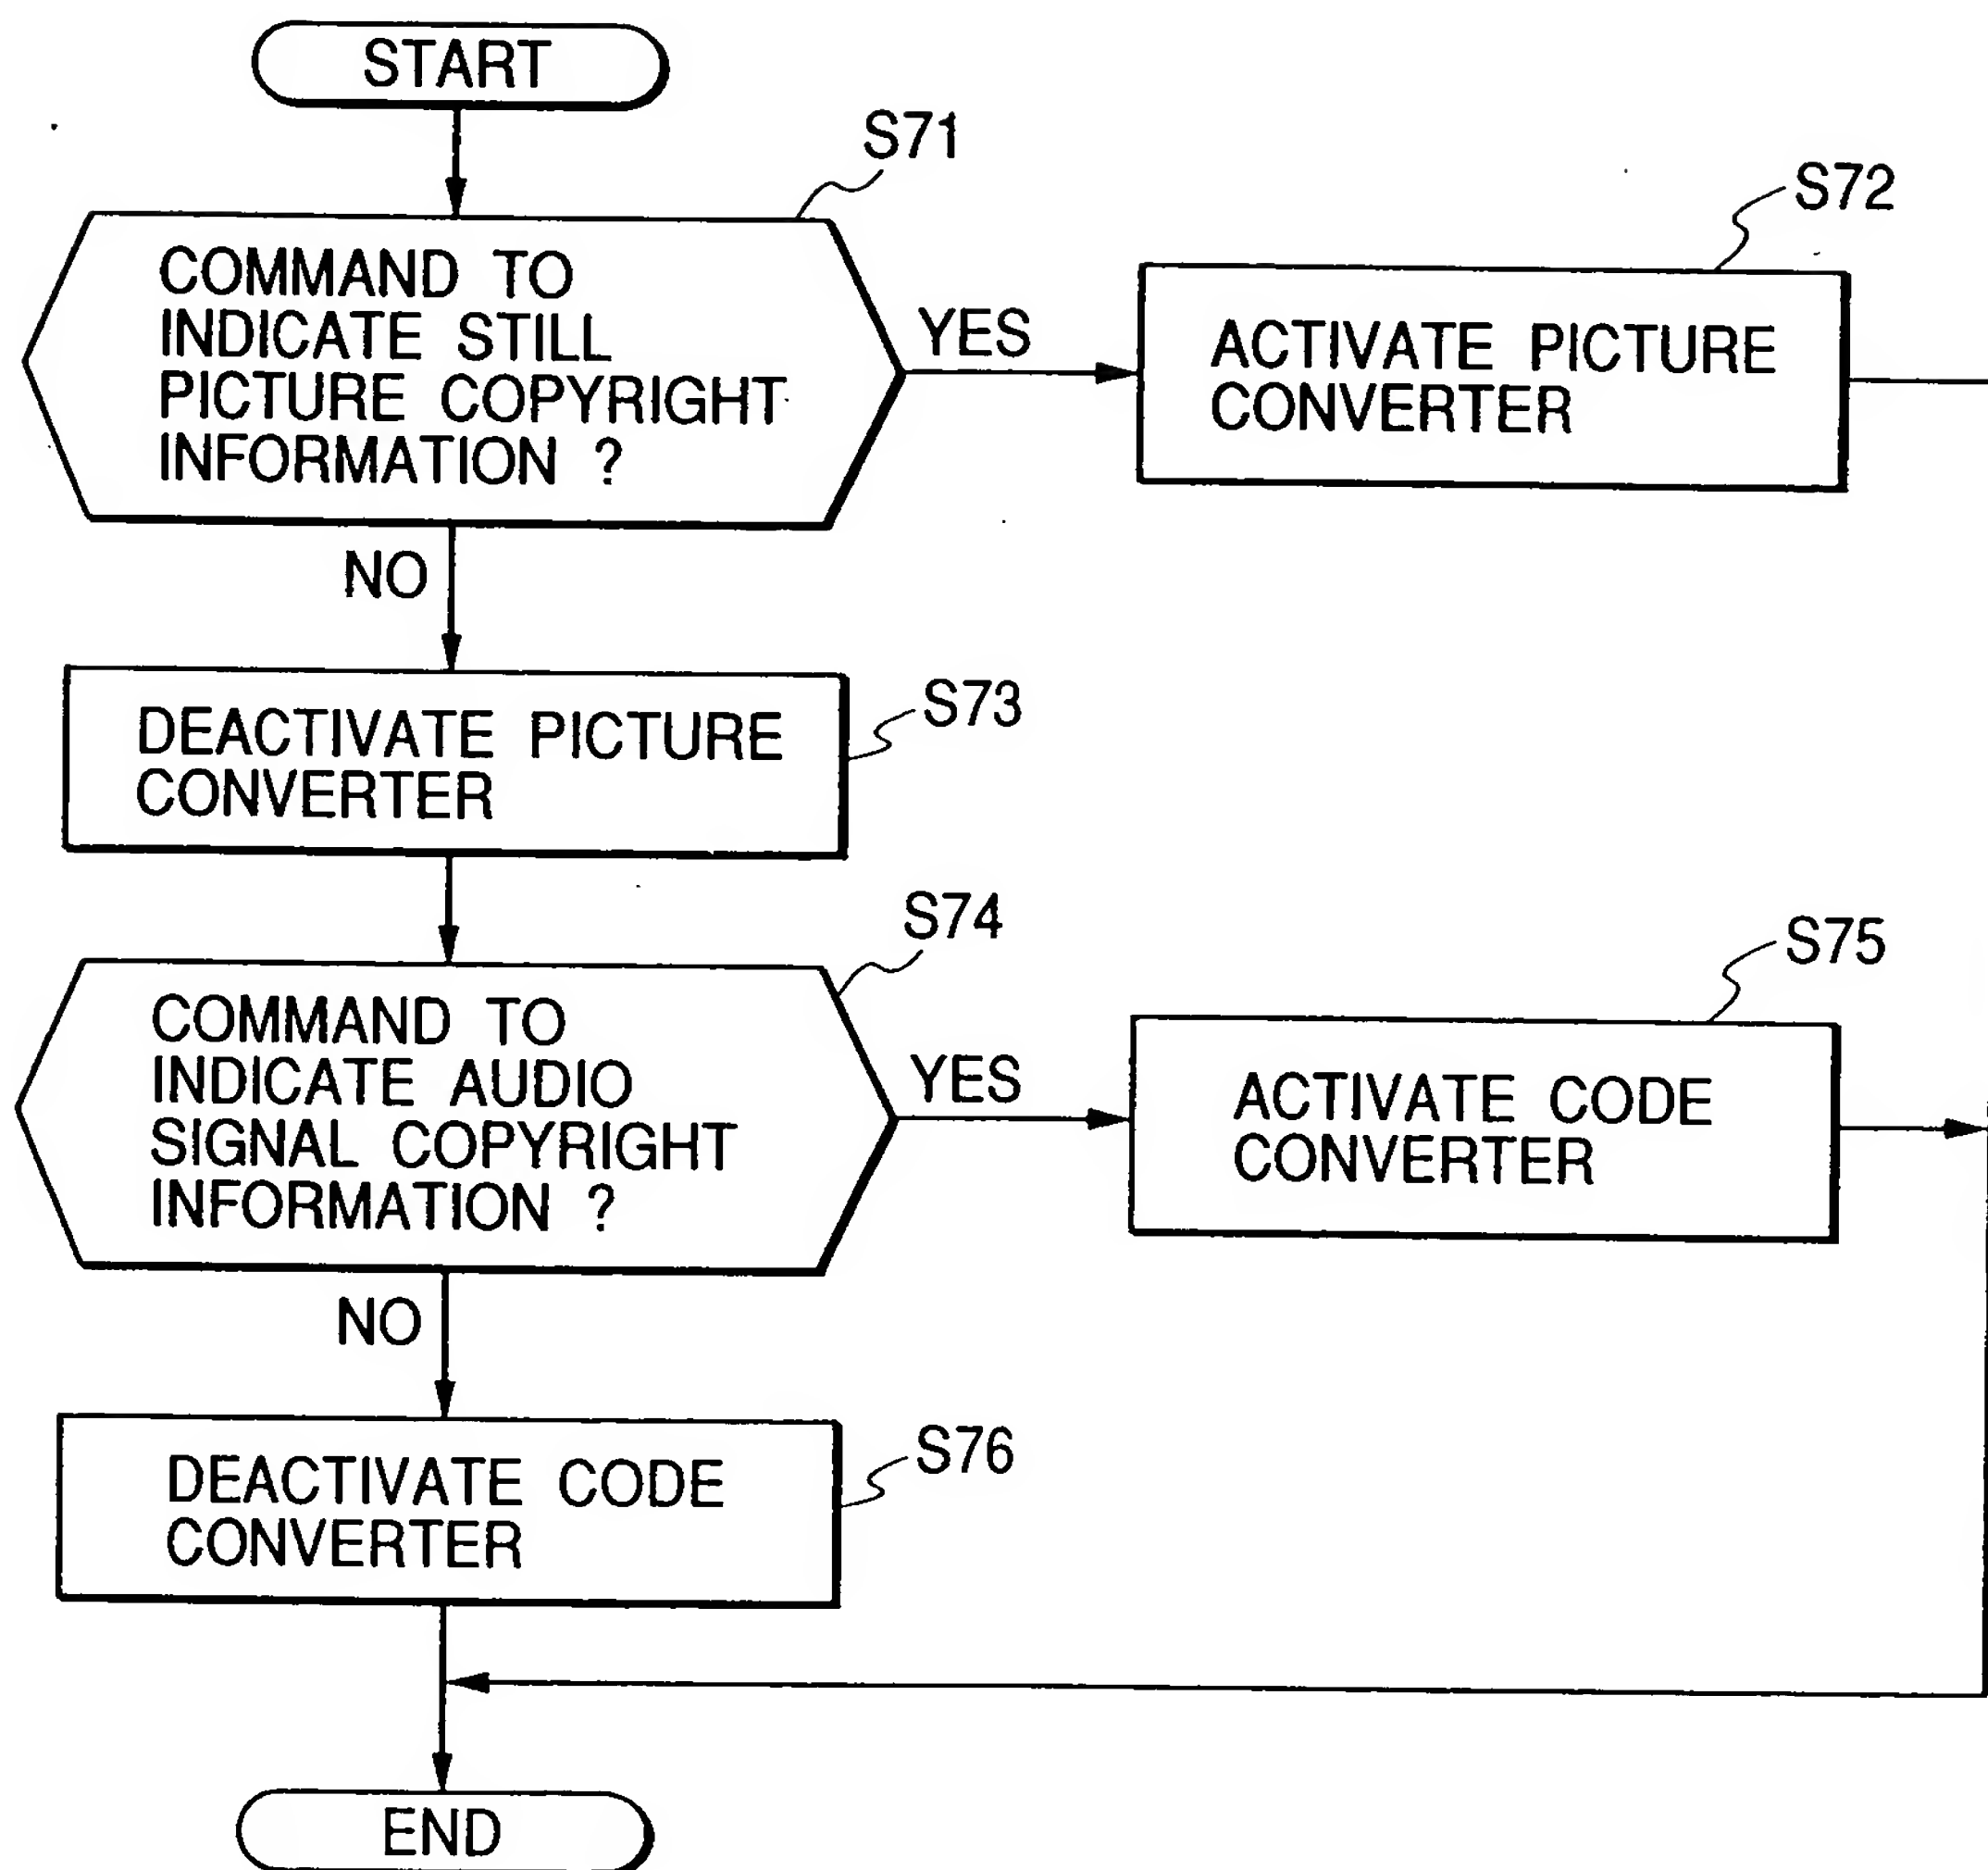 START
S71
COMMAND TO
INDICATE STILL
PICTURE COPYRIGHT
INFORMATION ?
YES
S72
ACTIVATE PICTURE
CONVERTER
NO
DEACTIVATE PICTURE
CONVERTER
S73
S74
COMMAND TO
INDICATE AUDIO
SIGNAL COPYRIGHT
INFORMATION ?
YES
S75
ACTIVATE CODE
CONVERTER
NO
DEACTIVATE CODE
CONVERTER
S76
END